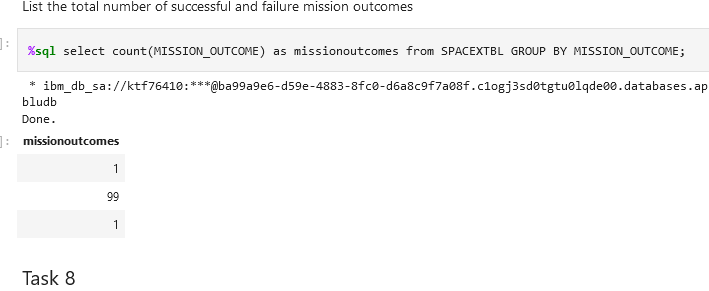 List the total number of successful and failure mission outcomes
]:
%sql select count(MISSION_OUTCOME) as missionoutcomes from SPACEXTBL GROUP BY MISSION_OUTCOME;
* ibm_db_sa://ktf76410:***@ba99a9e6-d59e-4883-8fc0-d6a8c9f7a08f.c1ogj3sd0tgtu0lqde00.databases.ap
bludb
Done.
]:
missionoutcomes
1
99
1
Task 8